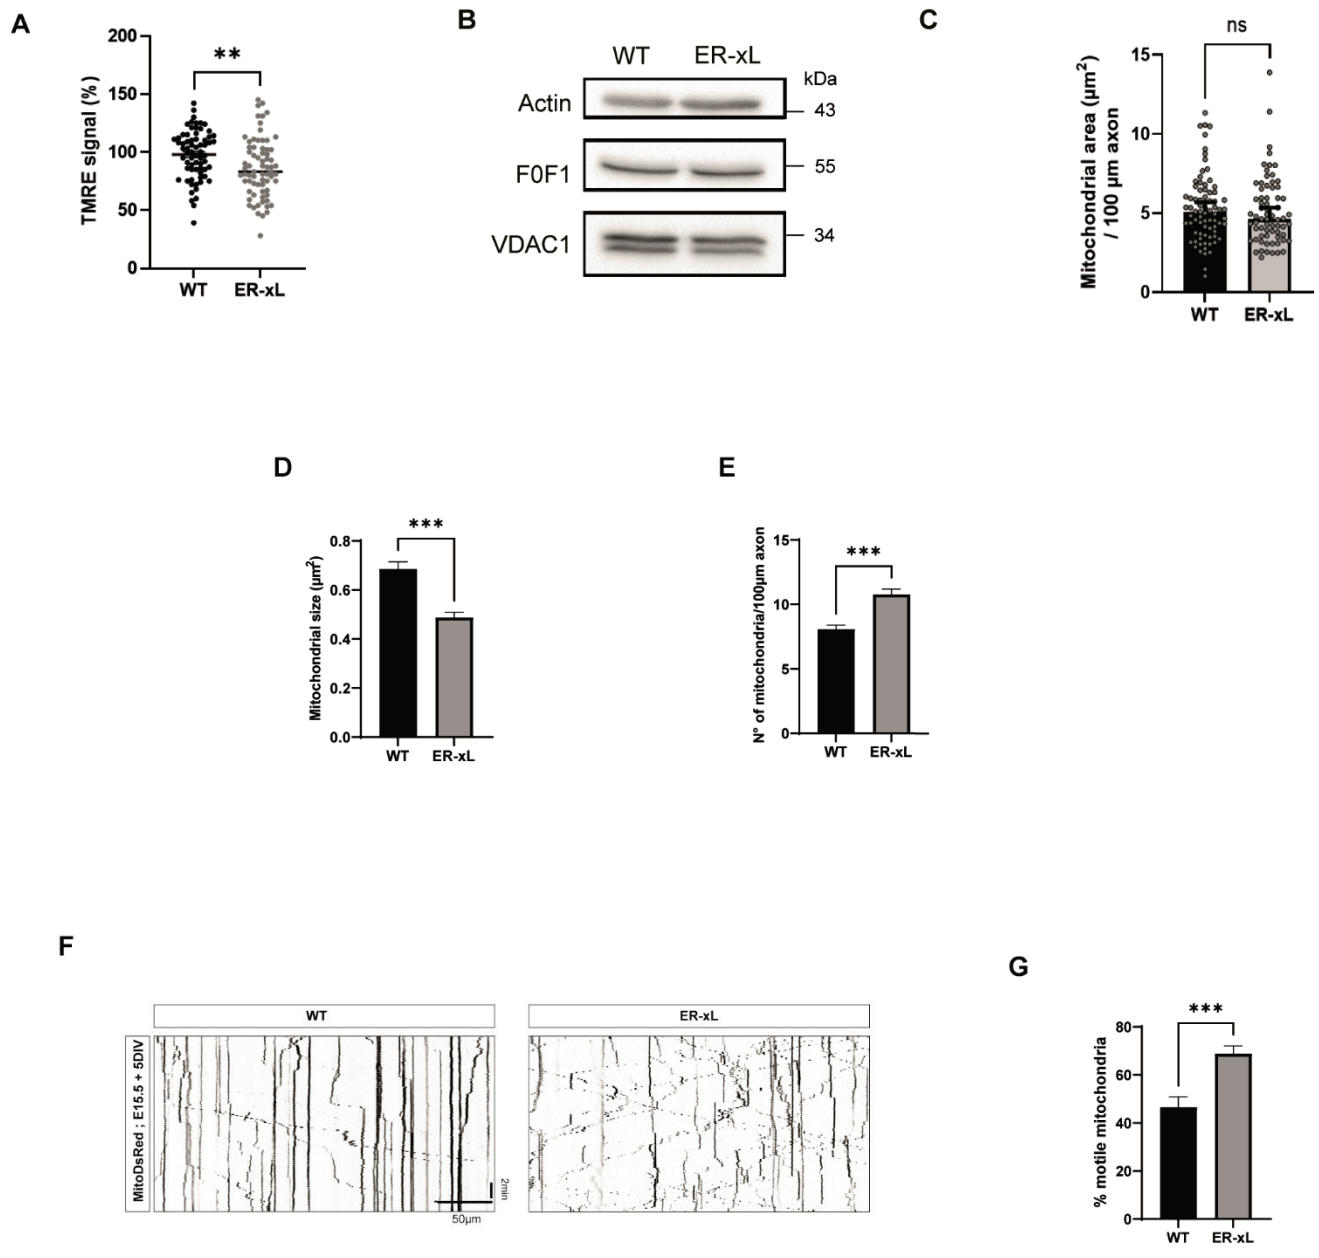 A
TMRE signal (%)
200
150
100
50
0
**
WT
ER-xL
B
WT
ER-xL
kDa
Actin
43
F0F1
55
VDAC1
34
C
Mitochondrial area (µm²)
/ 100 µm axon
15
10
5
0
ns
WT
ER-xL
D
Mitochondrial size (µm²)
0.8
0.6
0.4
0.2
0.0
***
WT
ER-xL
E
N° of mitochondria/100µm axon
15
10
5
0
***
WT
ER-xL
F
WT
ER-xL
MitoDsRed ; E15.5 + 5DIV
2min
50µm
G
% motile mitochondria
80
60
40
20
0
***
WT
ER-xL